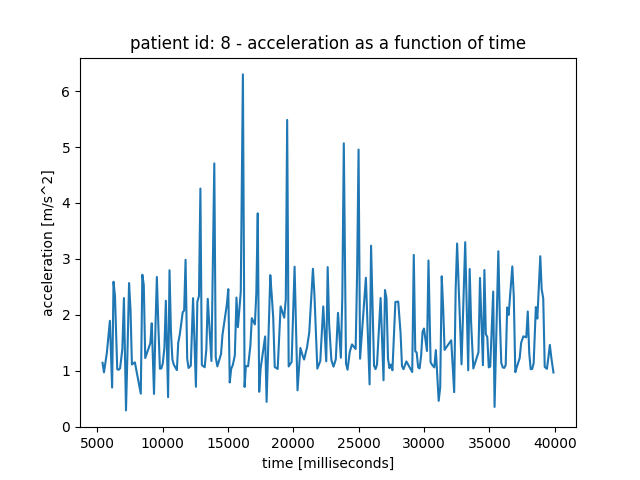 patient id: 8 - acceleration as a function of time
6
5
4
3
2
1
0
acceleration [m/s^2]
5000 10000 15000 20000 25000 30000 35000 40000
time [milliseconds]